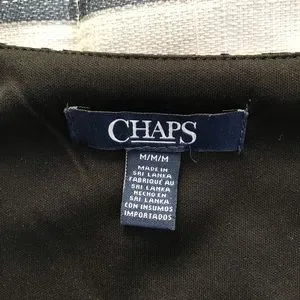 CHAPS
M/M/M
MADE IN
SRI LANKA
FABRIQUÉ AU
SRI LANKA
HECHO EN
SRI LANKA
CON INSUMOS
IMPORTADOS